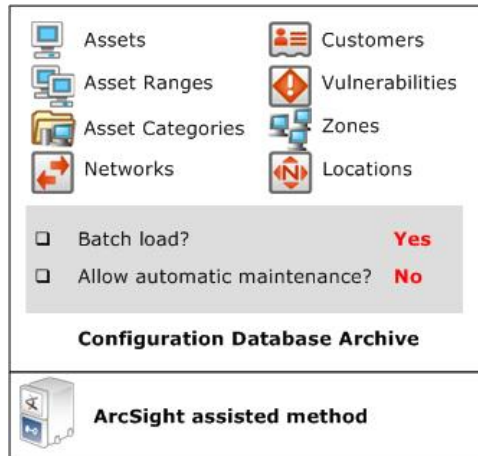 Assets
Customers
Asset Ranges
Vulnerabilities
Asset Categories
Zones
Networks
Locations
Batch load? Yes
Allow automatic maintenance? No
Configuration Database Archive
ArcSight assisted method